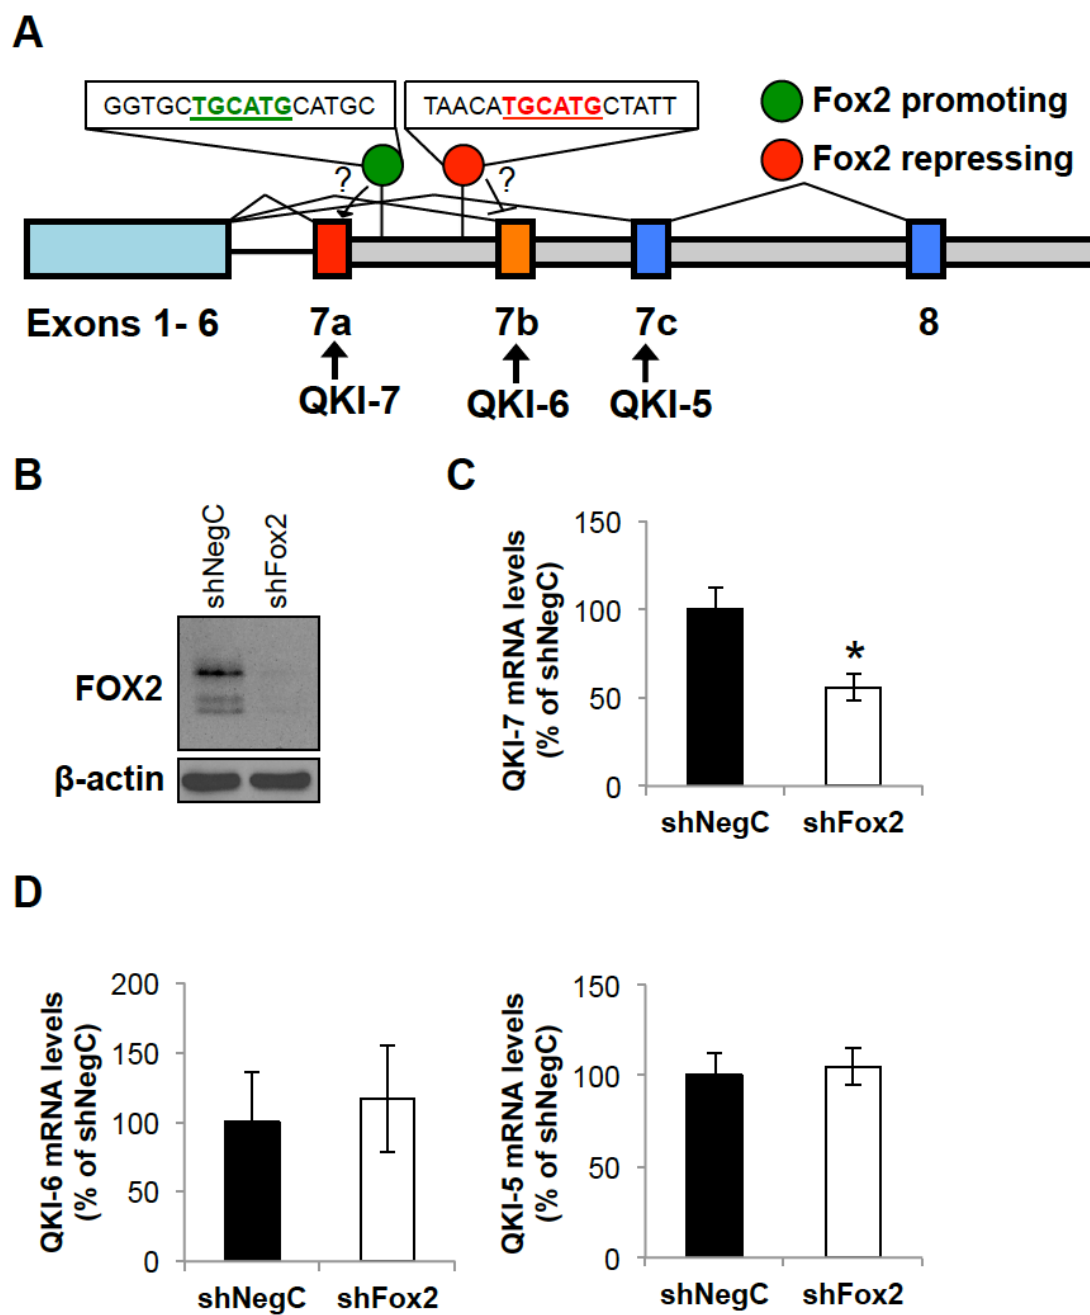 A
GGTGCTGCATGCATGC
TAACATGCATGCTATT
Fox2 promoting
Fox2 repressing
?
?
Exons 1- 6
7a
7b
7c
8
QKI-7
QKI-6
QKI-5
B
shNegC
shFox2
FOX2
β-actin
C
QKI-7 mRNA levels
(% of shNegC)
150
100
50
0
*
shNegC
shFox2
D
QKI-6 mRNA levels
(% of shNegC)
200
150
100
50
0
shNegC
shFox2
QKI-5 mRNA levels
(% of shNegC)
150
100
50
0
shNegC
shFox2